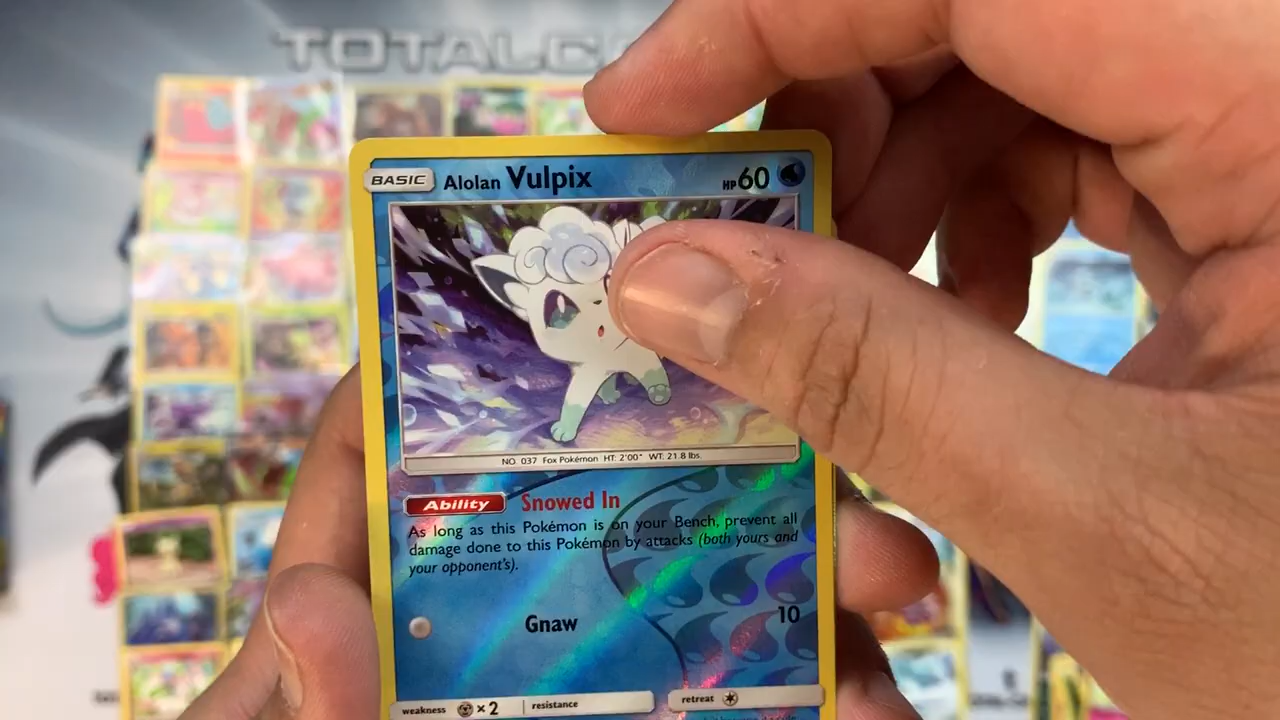 TOTALC
BASIC Alolan Vulpix HP 60
NO. 037 Fox Pokémon HT: 2'00" WT: 21.8 lbs.
Ability Snowed In
As long as this Pokémon is on your Bench, prevent all
damage done to this Pokémon by attacks (both yours and
your opponent's).
Gnaw 10
weakness ×2 resistance retreat